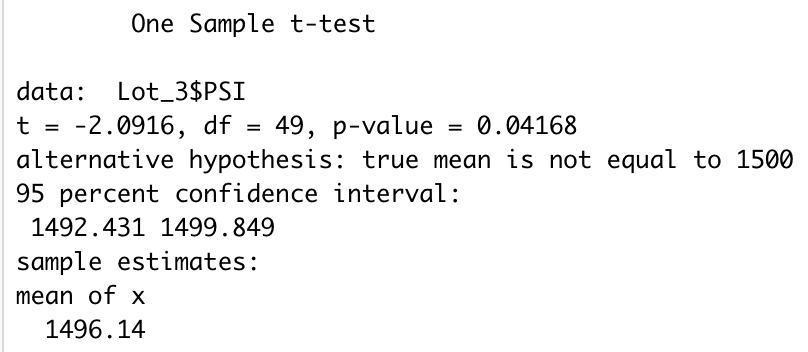 One Sample t-test
data:  Lot_3$PSI
t = -2.0916, df = 49, p-value = 0.04168
alternative hypothesis: true mean is not equal to 1500
95 percent confidence interval:
1492.431 1499.849
sample estimates:
mean of x
1496.14